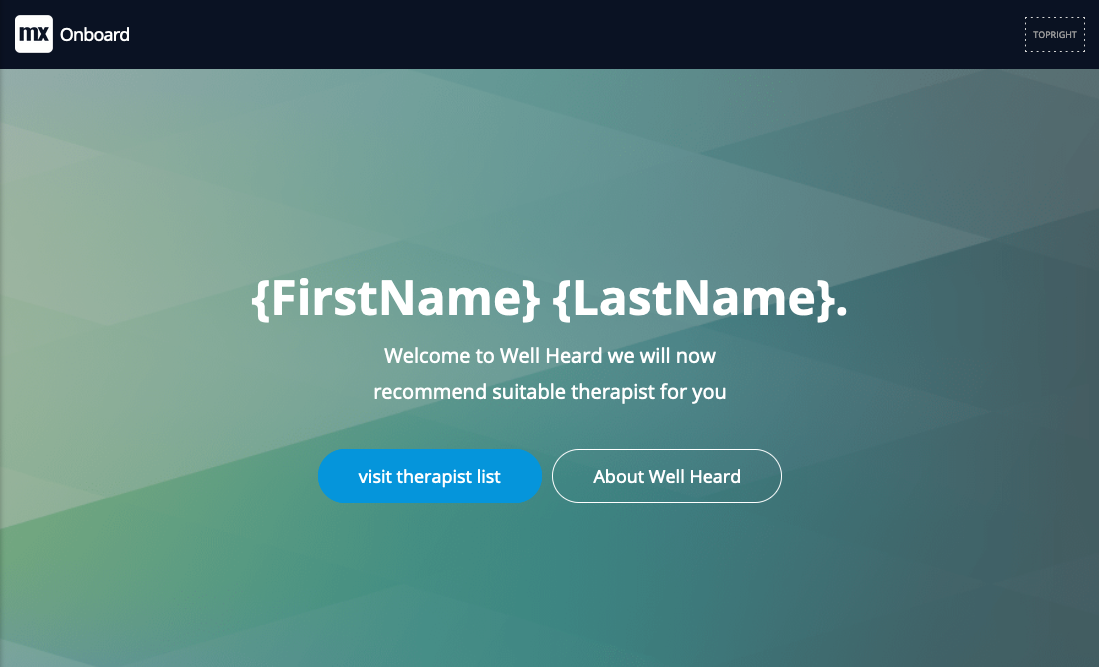 mx Onboard
TOPRIGHT
{FirstName} {LastName}.
Welcome to Well Heard we will now
recommend suitable therapist for you
visit therapist list
About Well Heard